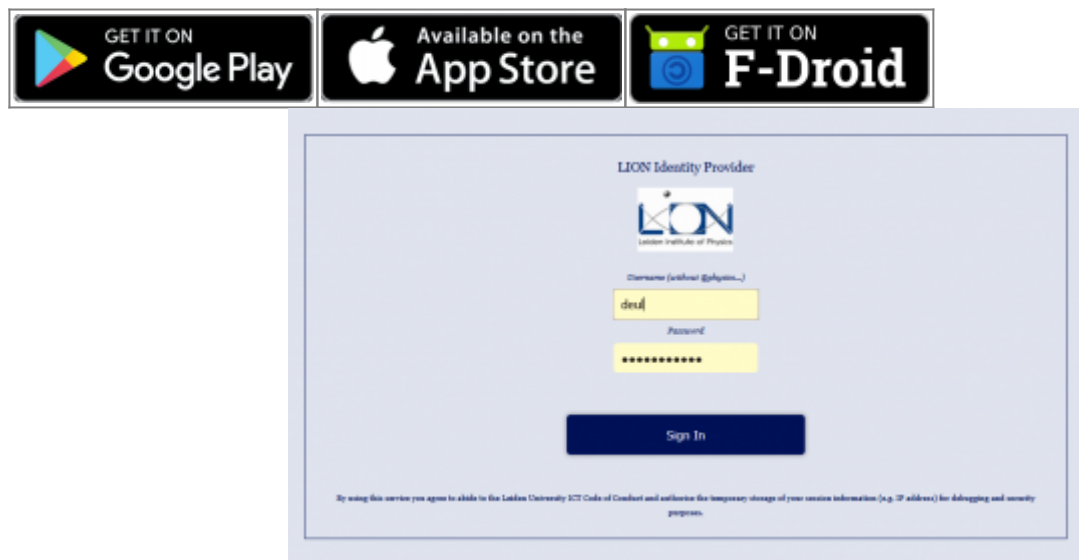 GET IT ON
Google Play
Available on the
App Store
GET IT ON
F-Droid
LION Identity Provider
LION
Leiden Institute of Physics
Username (without @physics...)
deul
Password
Sign In
By using this service you agree to abide to the Leiden University ICT Code of Conduct and authorize the temporary storage of your session information (e.g. IP address) for debugging and security
purposes.